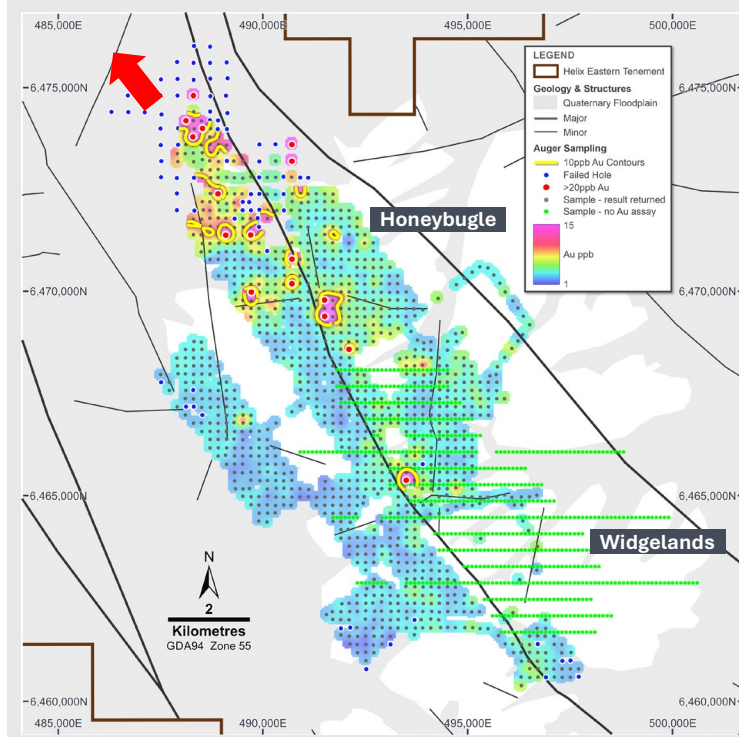 485,000E
490,000E
495,000E
500,000E
6,475,000N
6,475,000N
LEGEND
Helix Eastern Tenement
Geology & Structures
Quaternary Floodplain
Major
Minor
Auger Sampling
10ppb Au Contours
Failed Hole
>20ppb Au
Sample - result returned
Sample - no Au assay
15
Au ppb
1
Honeybugle
6,470,000N
6,470,000N
6,465,000N
6,465,000N
Widgelands
N
2
Kilometres
GDA94 Zone 55
6,460,000N
6,460,000N
485,000E
490,000E
495,000E
500,000E